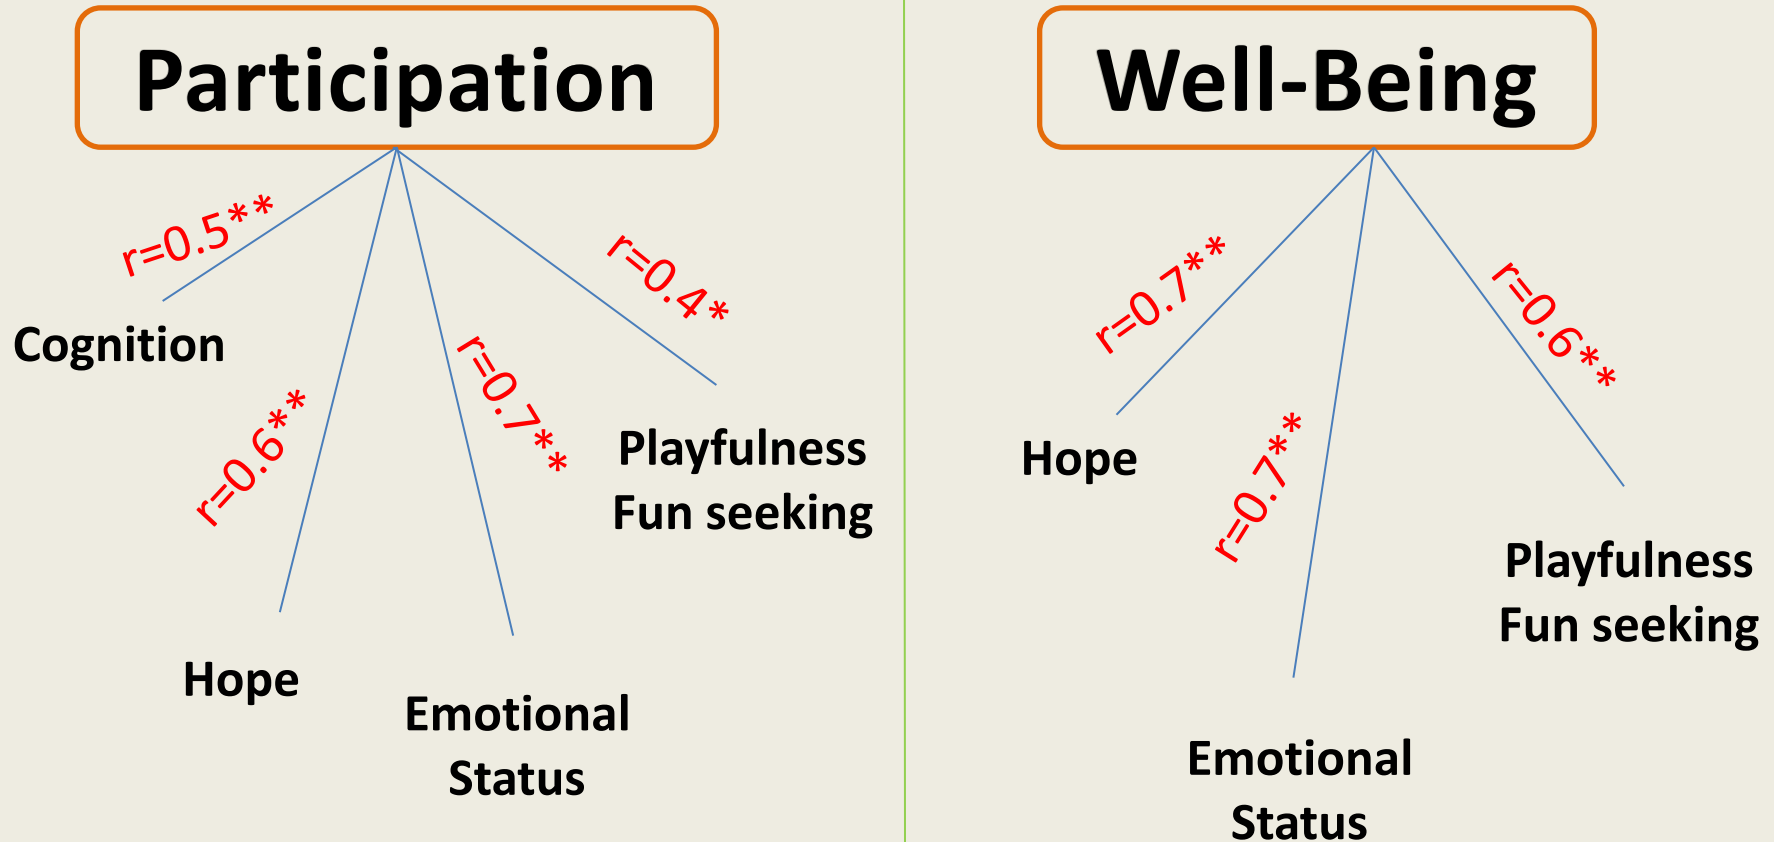 Participation
r=0.5**
Cognition
r=0.6**
Hope
r=0.7**
Emotional
Status
r=0.4*
Playfulness
Fun seeking
Well-Being
r=0.7**
Hope
r=0.7**
Emotional
Status
r=0.6**
Playfulness
Fun seeking